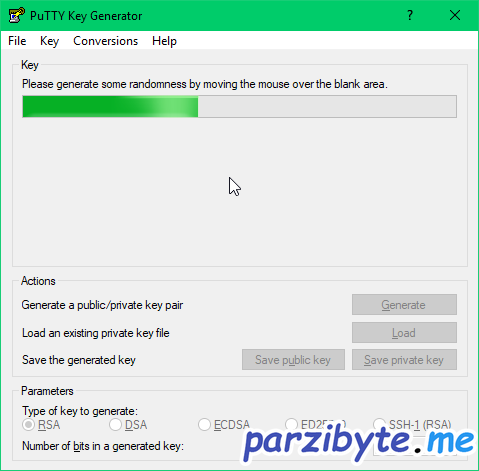 PuTTY Key Generator ?
File Key Conversions Help
Key
Please generate some randomness by moving the mouse over the blank area.
Actions
Generate a public/private key pair Generate
Load an existing private key file Load
Save the generated key Save public key Save private key
Parameters
Type of key to generate:
RSA DSA ECDSA SSH-1 (RSA)
Number of bits in a generated key:
parzibyte.me